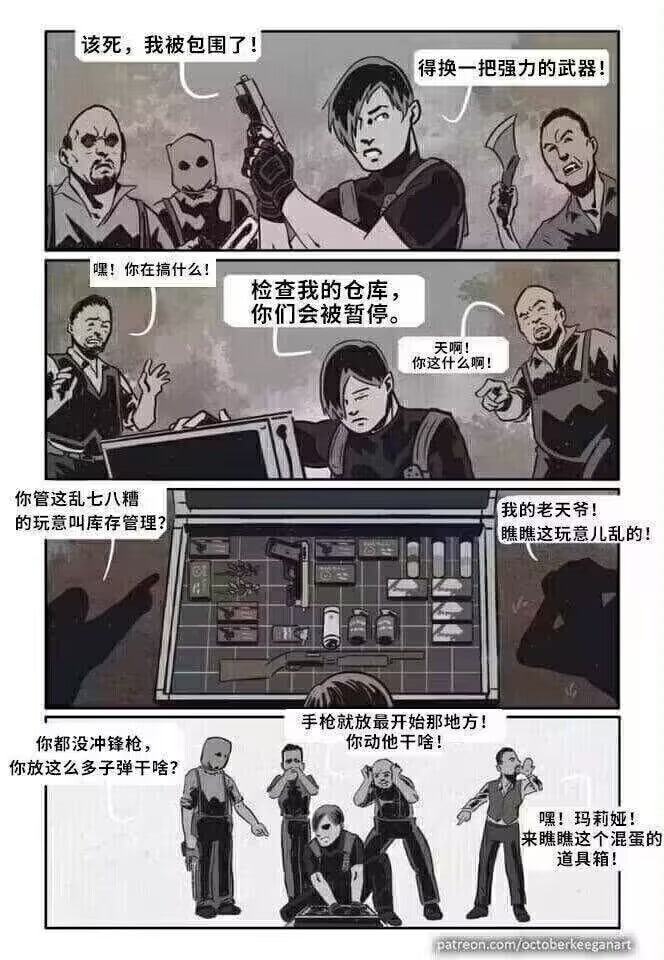 该死，我被包围了！
得换一把强力的武器！
嘿！你在搞什么！
检查我的仓库，
你们会被暂停。
天啊！
你这什么啊！
你管这乱七八糟
的玩意叫库存管理？
我的老天爷！
瞧瞧这玩意儿乱的！
你都没冲锋枪，
你放这么多子弹干啥？
手枪就放最开始那地方！
你动他干啥！
嘿！玛莉娅！
来瞧瞧这个混蛋的
道具箱！
patreon.com/octoberkeeganart